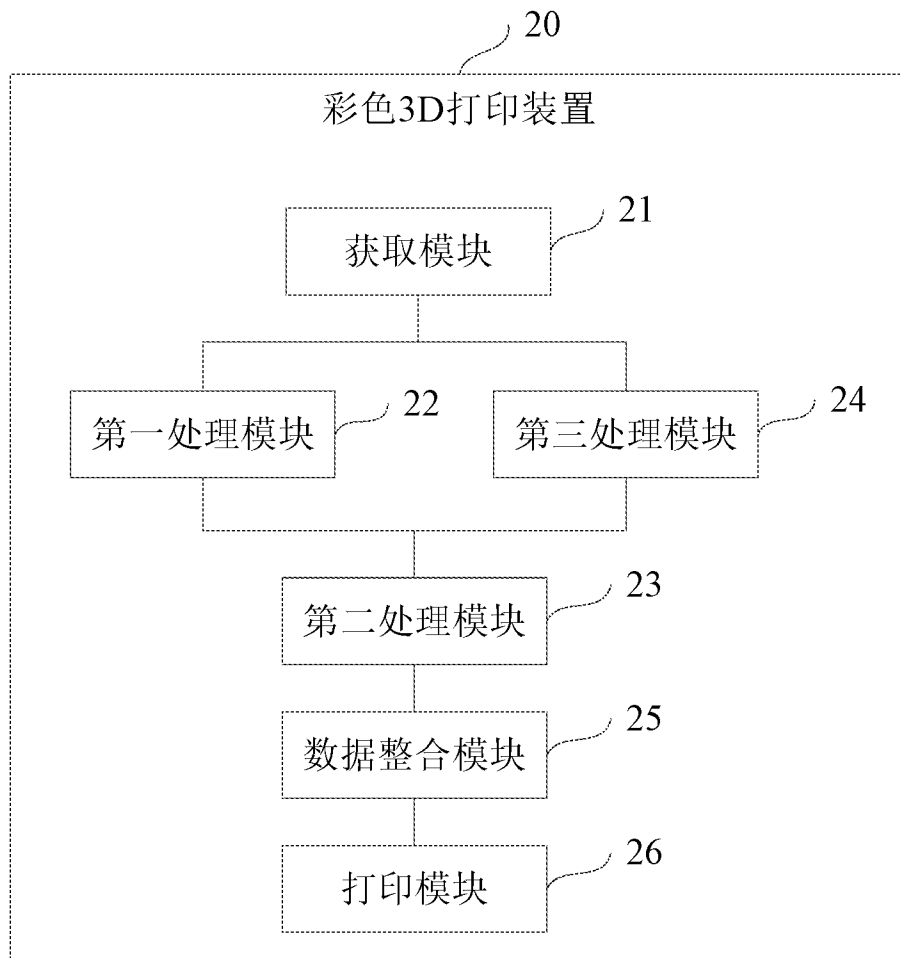 20
彩色3D打印装置
21
获取模块
22
第一处理模块
24
第三处理模块
23
第二处理模块
25
数据整合模块
26
打印模块